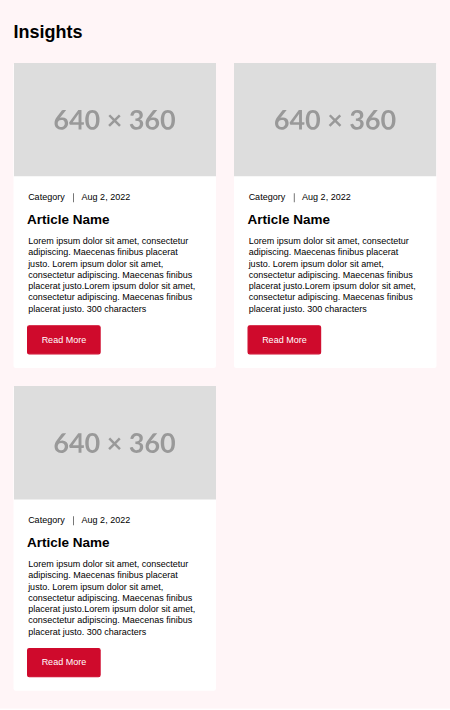 Insights
640 × 360
Category | Aug 2, 2022
Article Name
Lorem ipsum dolor sit amet, consectetur
adipiscing. Maecenas finibus placerat
justo. Lorem ipsum dolor sit amet,
consectetur adipiscing. Maecenas finibus
placerat justo.Lorem ipsum dolor sit amet,
consectetur adipiscing. Maecenas finibus
placerat justo. 300 characters
Read More
640 × 360
Category | Aug 2, 2022
Article Name
Lorem ipsum dolor sit amet, consectetur
adipiscing. Maecenas finibus placerat
justo. Lorem ipsum dolor sit amet,
consectetur adipiscing. Maecenas finibus
placerat justo.Lorem ipsum dolor sit amet,
consectetur adipiscing. Maecenas finibus
placerat justo. 300 characters
Read More
640 × 360
Category | Aug 2, 2022
Article Name
Lorem ipsum dolor sit amet, consectetur
adipiscing. Maecenas finibus placerat
justo. Lorem ipsum dolor sit amet,
consectetur adipiscing. Maecenas finibus
placerat justo.Lorem ipsum dolor sit amet,
consectetur adipiscing. Maecenas finibus
placerat justo. 300 characters
Read More